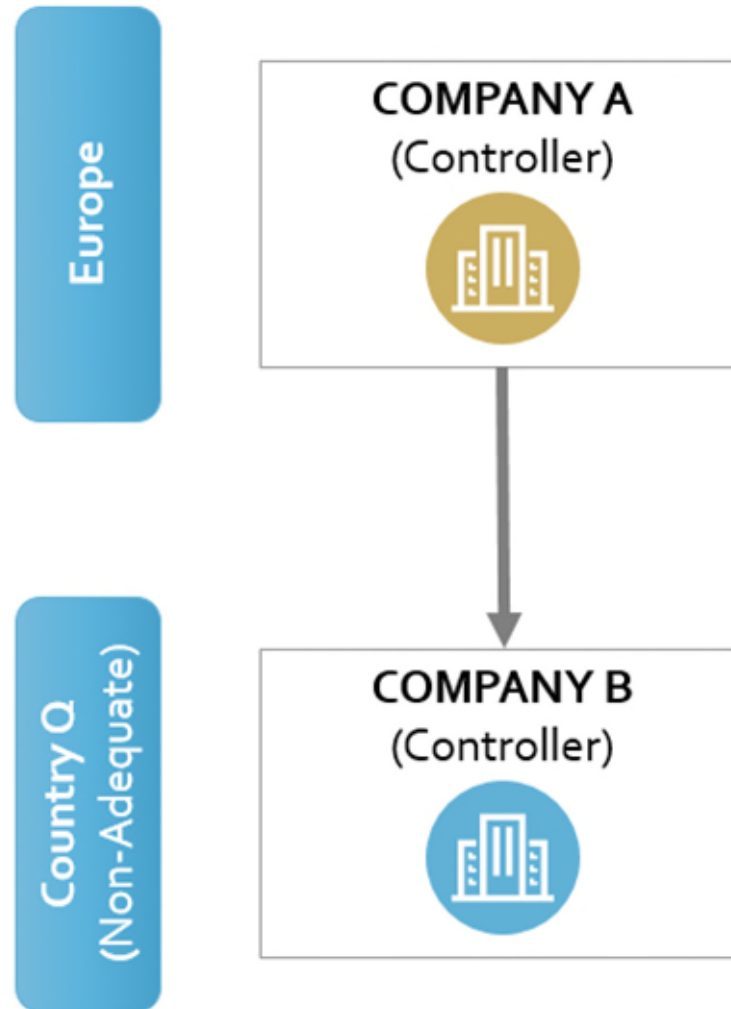 Europe
COMPANY A
(Controller)
Country Q
(Non-Adequate)
COMPANY B
(Controller)